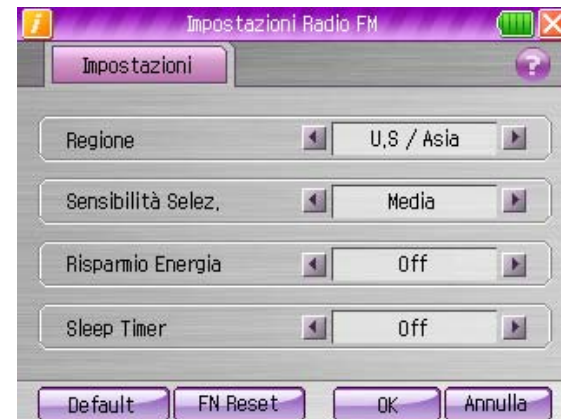 Impostazioni Radio FM
Impostazioni
?
Regione U,S / Asia
Sensibilità Selez, Media
Risparmio Energia Off
Sleep Timer Off
Default FN Reset OK Annulla